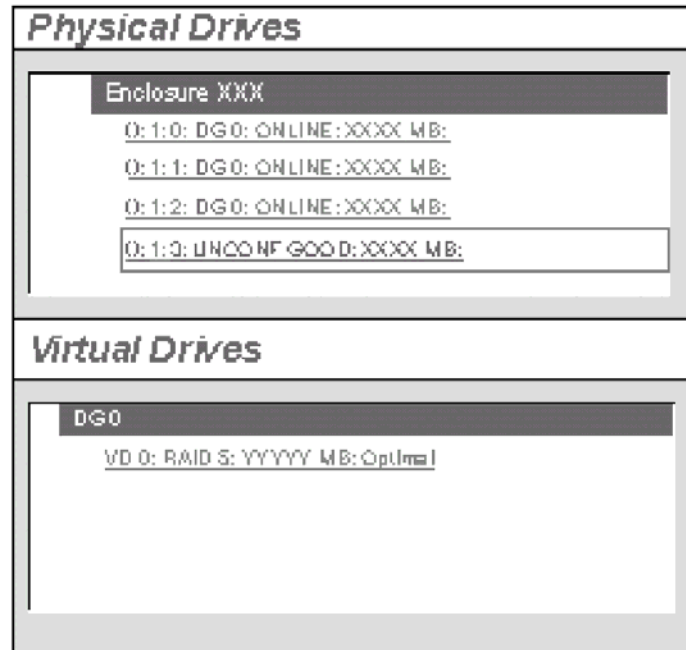 Physical Drives
Enclosure XXX
0:1:0: DG0: ONLINE: XXXX MB:
0:1:1: DG0: ONLINE: XXXX MB:
0:1:2: DG0: ONLINE: XXXX MB:
0:1:3: UNCONF GOOD: XXXX MB:
Virtual Drives
DG0
VD 0: RAID 5: YYYYY MB: Optimal